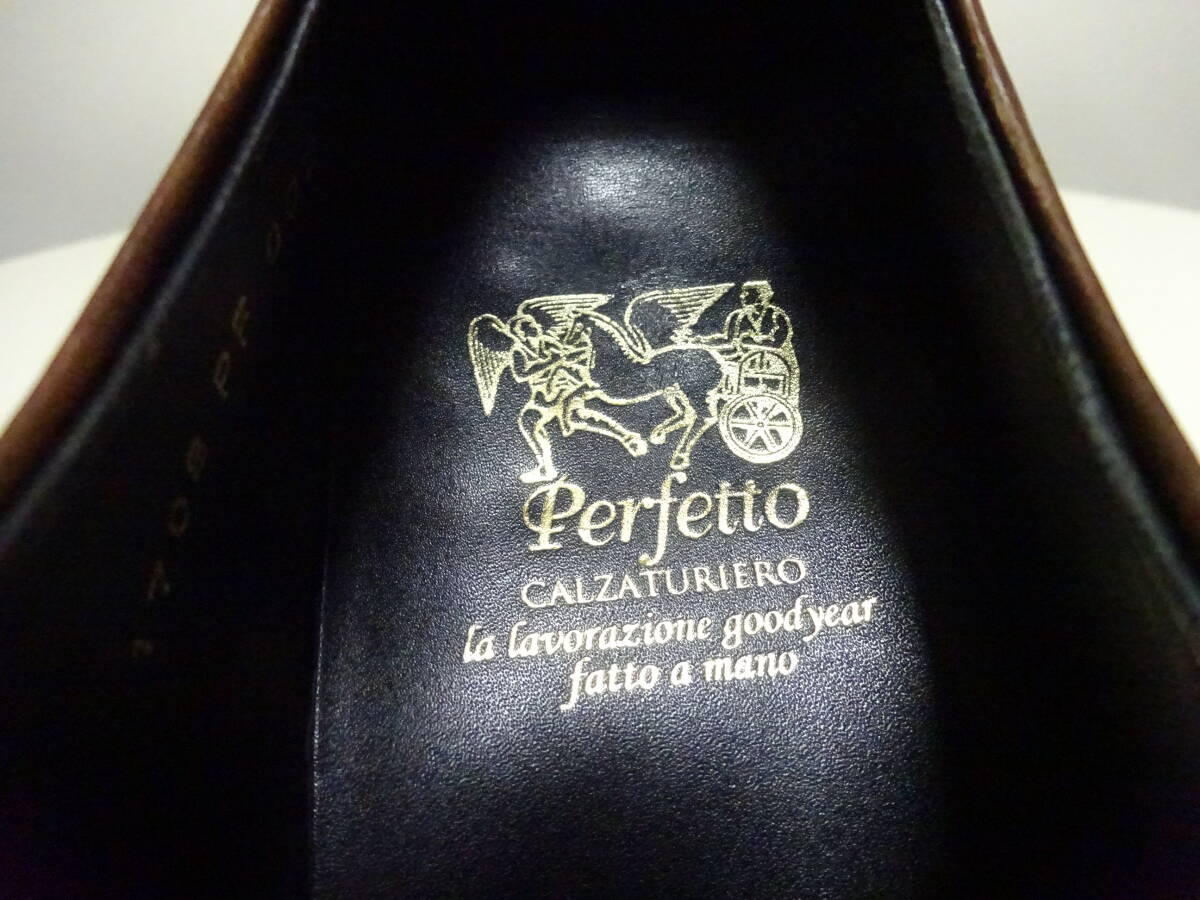 Perfetto
CALZATURIERO
la lavorazione goodyear
fatto a mano